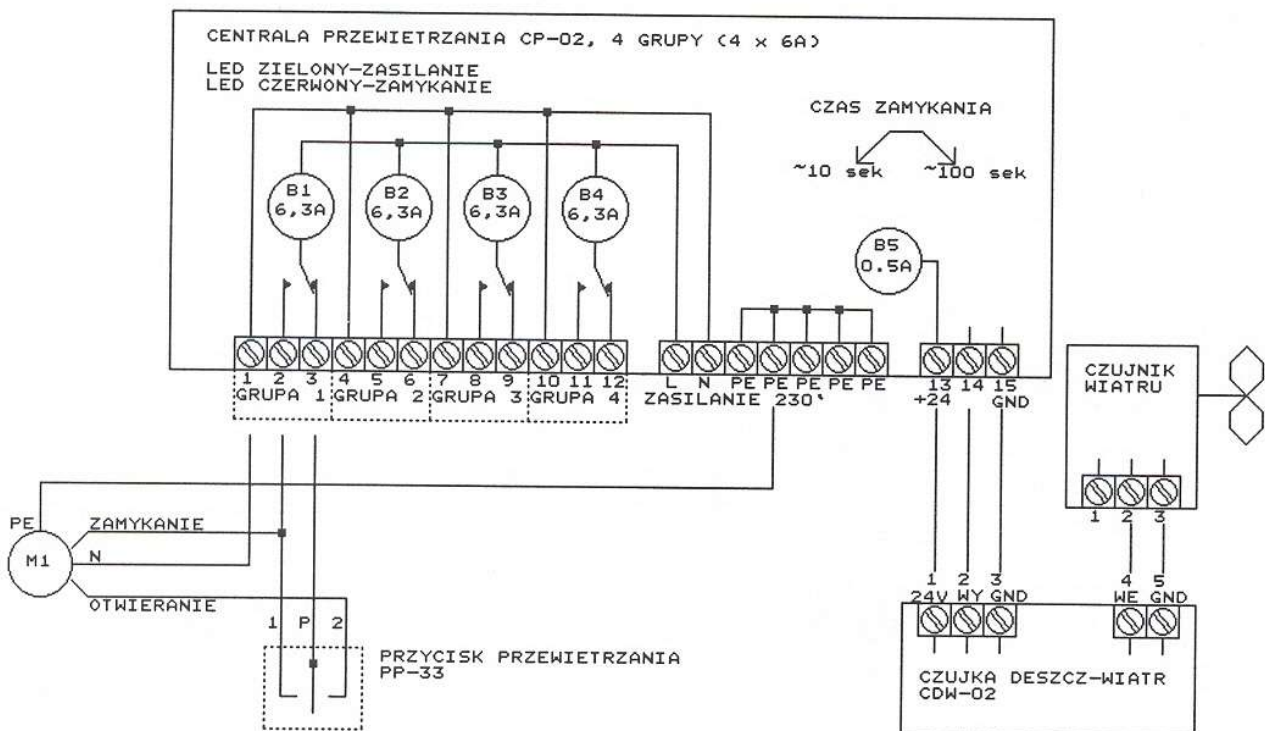 CENTRALA PRZEWIETRZANIA CP-02, 4 GRUPY (4 x 6A)
LED ZIELONY-ZASILANIE
LED CZERWONY-ZAMYKANIE
CZAS ZAMYKANIA
~10 sek ~100 sek
B1 6,3A
B2 6,3A
B3 6,3A
B4 6,3A
B5 0.5A
1 2 3 4 5 6 7 8 9 10 11 12
GRUPA 1 GRUPA 2 GRUPA 3 GRUPA 4
L N PE PE PE PE PE
ZASILANIE 230'
13 14 15
+24 GND
CZUJNIK
WIATRU
1 2 3
PE
ZAMYKANIE
M1
N
OTWIERANIE
1 P 2
PRZYCISK PRZEWIETRZANIA
PP-33
1 2 3 4 5
24V WY GND WE GND
CZUJKA DESZCZ-WIATR
CDW-02